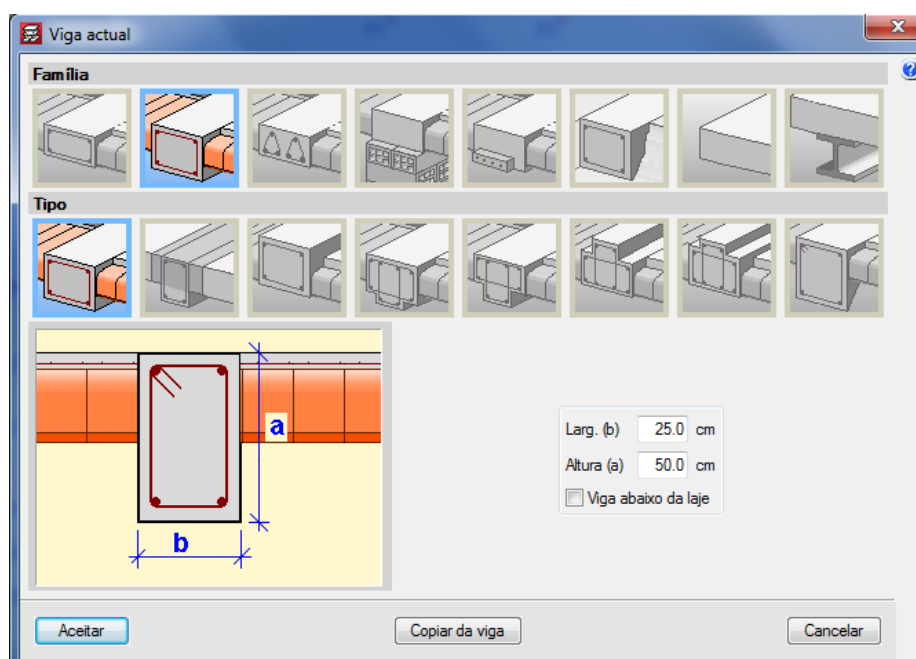 Viga actual
Família
Tipo
a
b
Larg. (b) 25.0 cm
Altura (a) 50.0 cm
Viga abaixo da laje
Aceitar Copiar da viga Cancelar